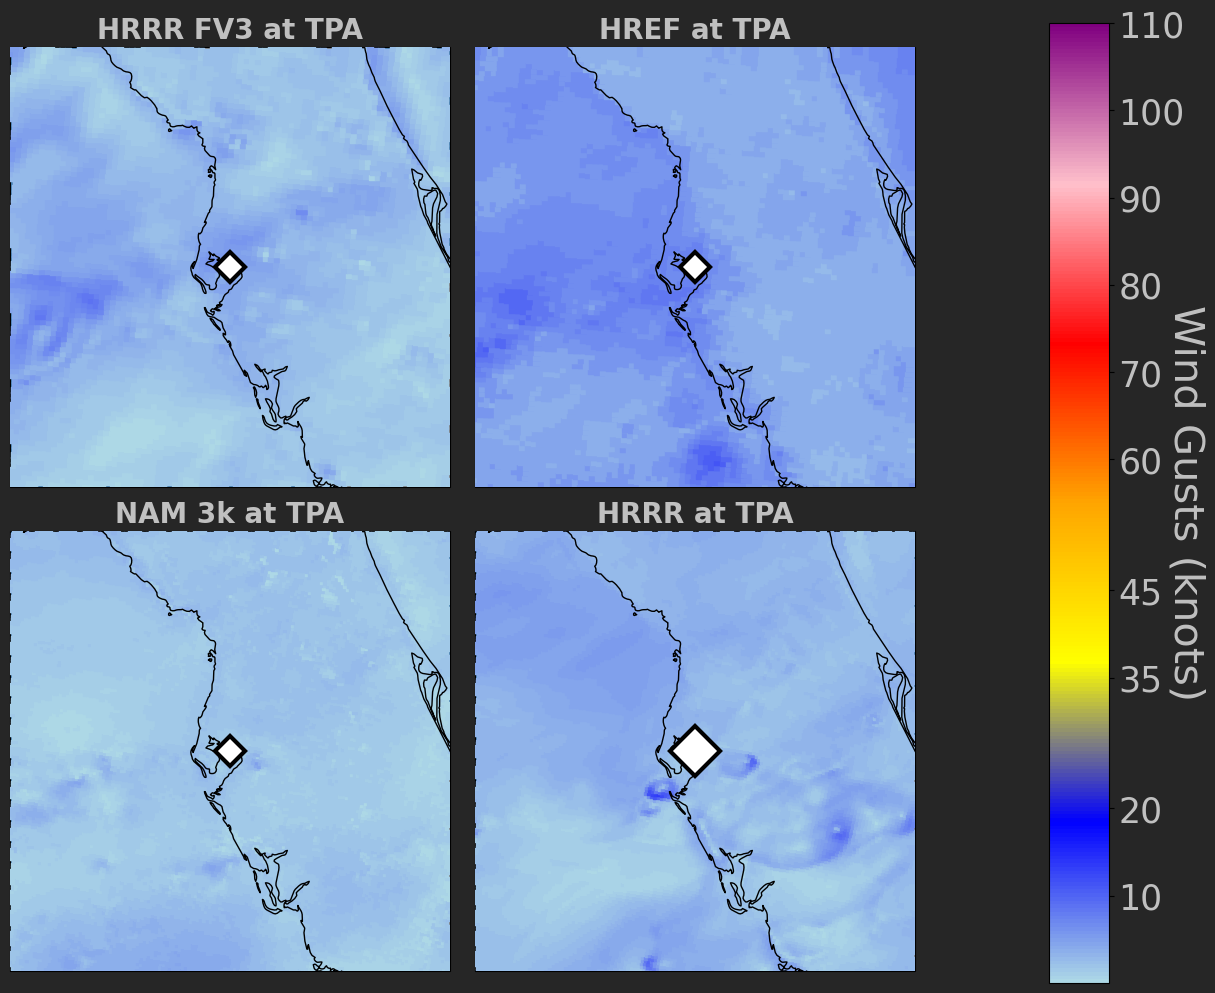 HRRR FV3 at TPA
HREF at TPA
NAM 3k at TPA
HRRR at TPA
110
100
90
80
70
60
45
35
20
10
Wind Gusts (knots)